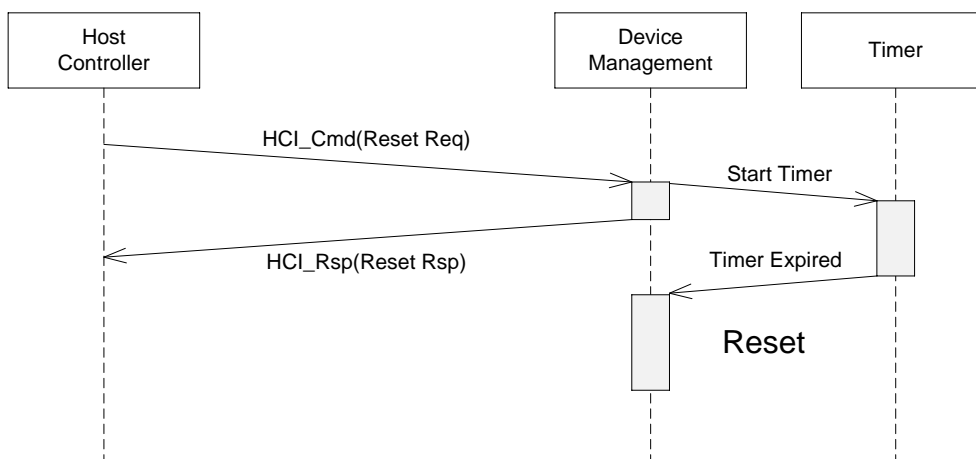 Host
Controller
Device
Management
Timer
HCI_Cmd(Reset Req)
Start Timer
HCI_Rsp(Reset Rsp)
Timer Expired
Reset